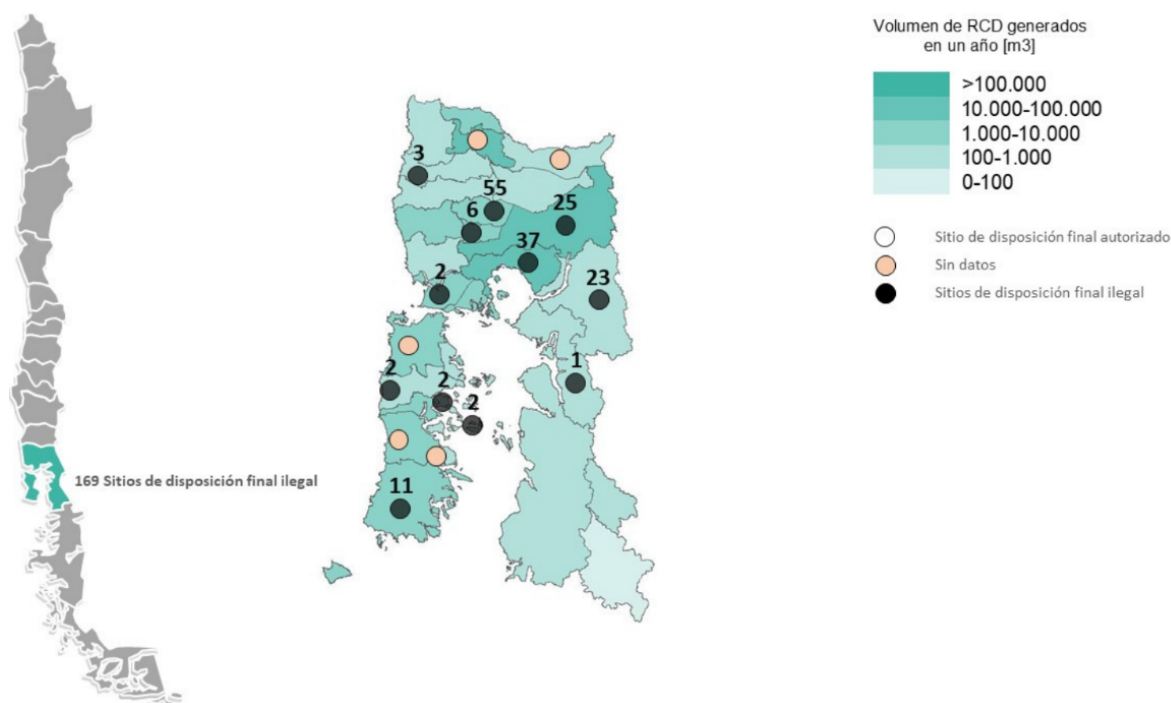 Volumen de RCD generados
en un año [m3]
>100.000
10.000-100.000
1.000-10.000
100-1.000
0-100
Sitio de disposición final autorizado
Sin datos
Sitios de disposición final ilegal
3
55
6
25
37
2
23
1
2
2
2
11
169 Sitios de disposición final ilegal